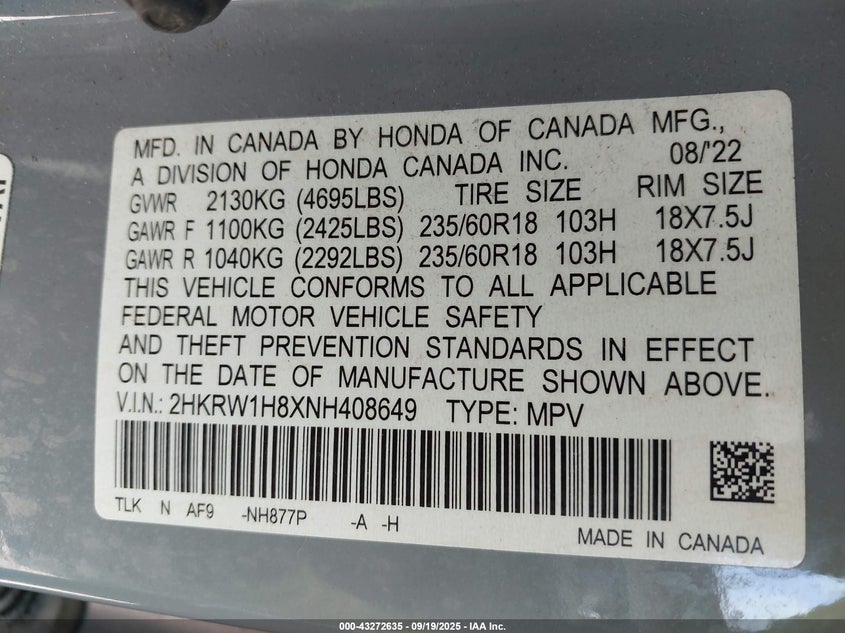 MFD. IN CANADA BY HONDA OF CANADA MFG.,
A DIVISION OF HONDA CANADA INC. 08/'22
GVWR 2130KG (4695LBS) TIRE SIZE RIM SIZE
GAWR F 1100KG (2425LBS) 235/60R18 103H 18X7.5J
GAWR R 1040KG (2292LBS) 235/60R18 103H 18X7.5J
THIS VEHICLE CONFORMS TO ALL APPLICABLE
FEDERAL MOTOR VEHICLE SAFETY
AND THEFT PREVENTION STANDARDS IN EFFECT
ON THE DATE OF MANUFACTURE SHOWN ABOVE.
V.I.N.: 2HKRW1H8XNH408649 TYPE: MPV
TLK N AF9 -NH877P -A -H
MADE IN CANADA
000-43272635 - 09/19/2025 - IAA Inc.